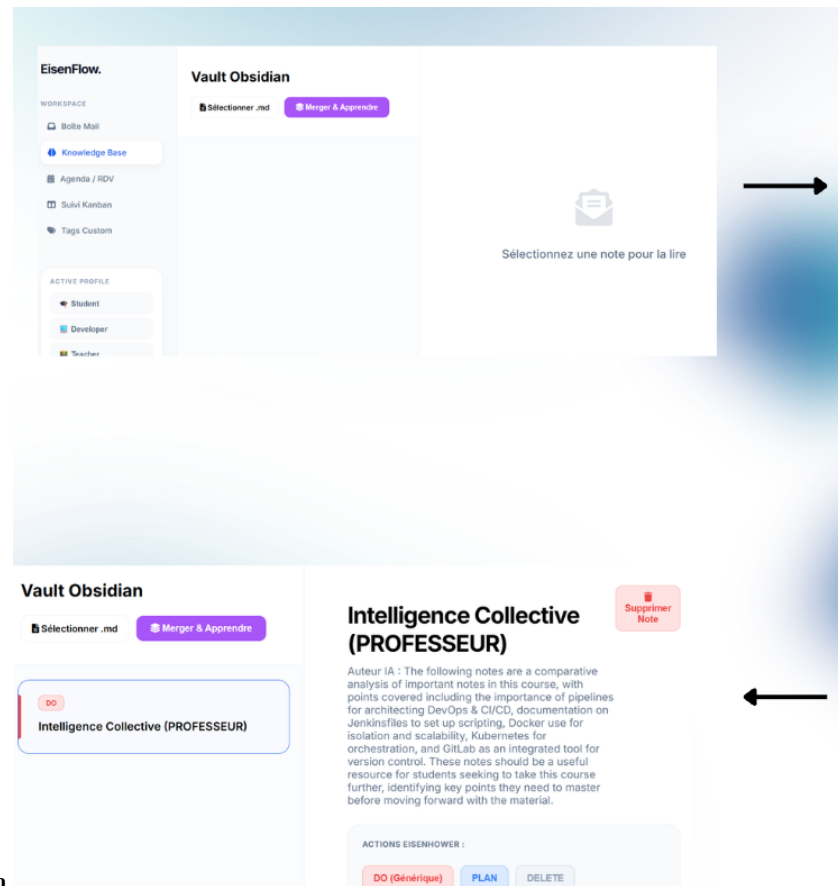 EisenFlow.
WORKSPACE
Boîte Mail
Knowledge Base
Agenda / RDV
Suivi Kanban
Tags Custom
ACTIVE PROFILE
Student
Developer
Teacher
Vault Obsidian
Sélectionner .md
Merger & Apprendre
Sélectionnez une note pour la lire
Vault Obsidian
Sélectionner .md
Merger & Apprendre
DO
Intelligence Collective (PROFESSEUR)
Intelligence Collective
(PROFESSEUR)
Supprimer
Note
Auteur IA : The following notes are a comparative
analysis of important notes in this course, with
points covered including the importance of pipelines
for architecting DevOps & CI/CD, documentation on
Jenkinsfiles to set up scripting, Docker use for
isolation and scalability, Kubernetes for
orchestration, and GitLab as an integrated tool for
version control. These notes should be a useful
resource for students seeking to take this course
further, identifying key points they need to master
before moving forward with the material.
ACTIONS EISENHOWER :
DO (Générique)
PLAN
DELETE